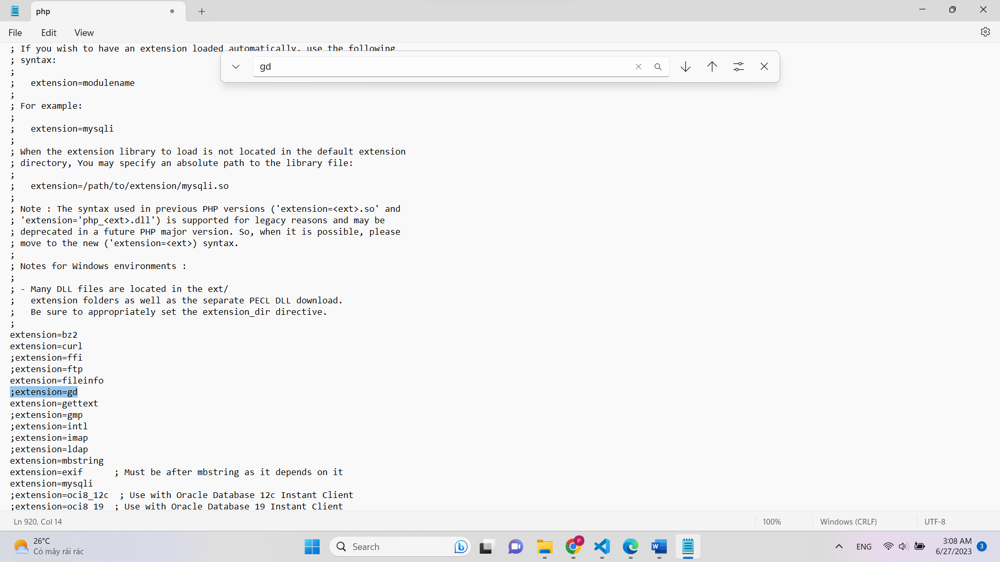 php
File
Edit
View
; If you wish to have an extension loaded automatically, use the following
; syntax:
;
;   extension=modulename
;
; For example:
;
;   extension=mysqli
;
; When the extension library to load is not located in the default extension
; directory, You may specify an absolute path to the library file:
;
;   extension=/path/to/extension/mysqli.so
;
; Note : The syntax used in previous PHP versions ('extension=<ext>.so' and
; 'extension='php_<ext>.dll') is supported for legacy reasons and may be
; deprecated in a future PHP major version. So, when it is possible, please
; move to the new ('extension=<ext>) syntax.
;
; Notes for Windows environments :
;
; - Many DLL files are located in the ext/
;   extension folders as well as the separate PECL DLL download.
;   Be sure to appropriately set the extension_dir directive.
;
extension=bz2
extension=curl
;extension=ffi
;extension=ftp
extension=fileinfo
;extension=gd
extension=gettext
;extension=gmp
;extension=intl
;extension=imap
;extension=ldap
extension=mbstring
extension=exif      ; Must be after mbstring as it depends on it
extension=mysqli
;extension=oci8_12c  ; Use with Oracle Database 12c Instant Client
;extension=oci8_19  ; Use with Oracle Database 19 Instant Client
gd
Ln 920, Col 14
100%
Windows (CRLF)
UTF-8
26°C
Có mây rải rác
Search
P
W
ENG
3:08 AM
6/27/2023
3